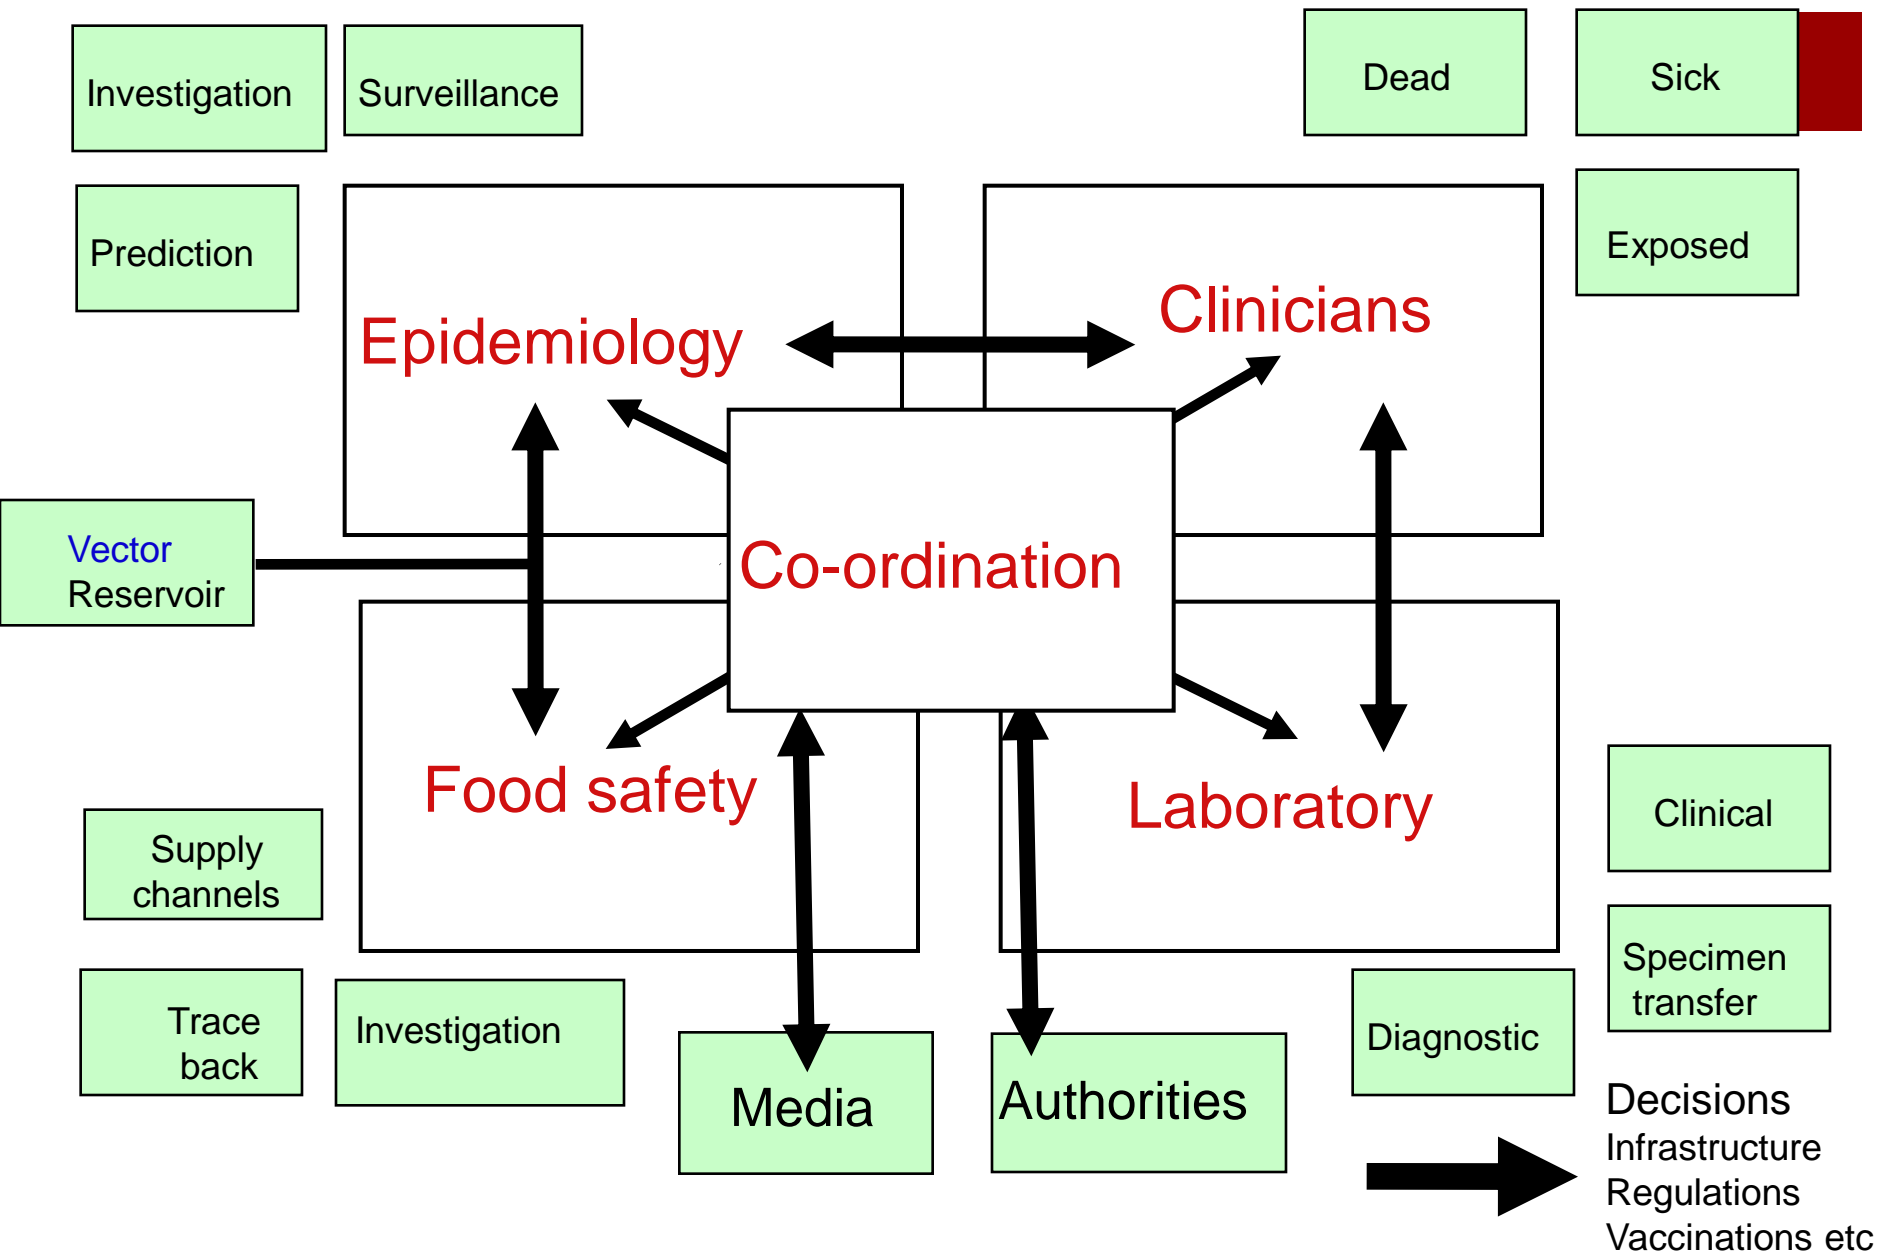 Investigation
Surveillance
Dead
Sick
Prediction
Exposed
Epidemiology
Clinicians
Vector
Reservoir
Co-ordination
Food safety
Laboratory
Supply
channels
Clinical
Trace
back
Investigation
Specimen
transfer
Diagnostic
Media
Authorities
Decisions
Infrastructure
Regulations
Vaccinations etc